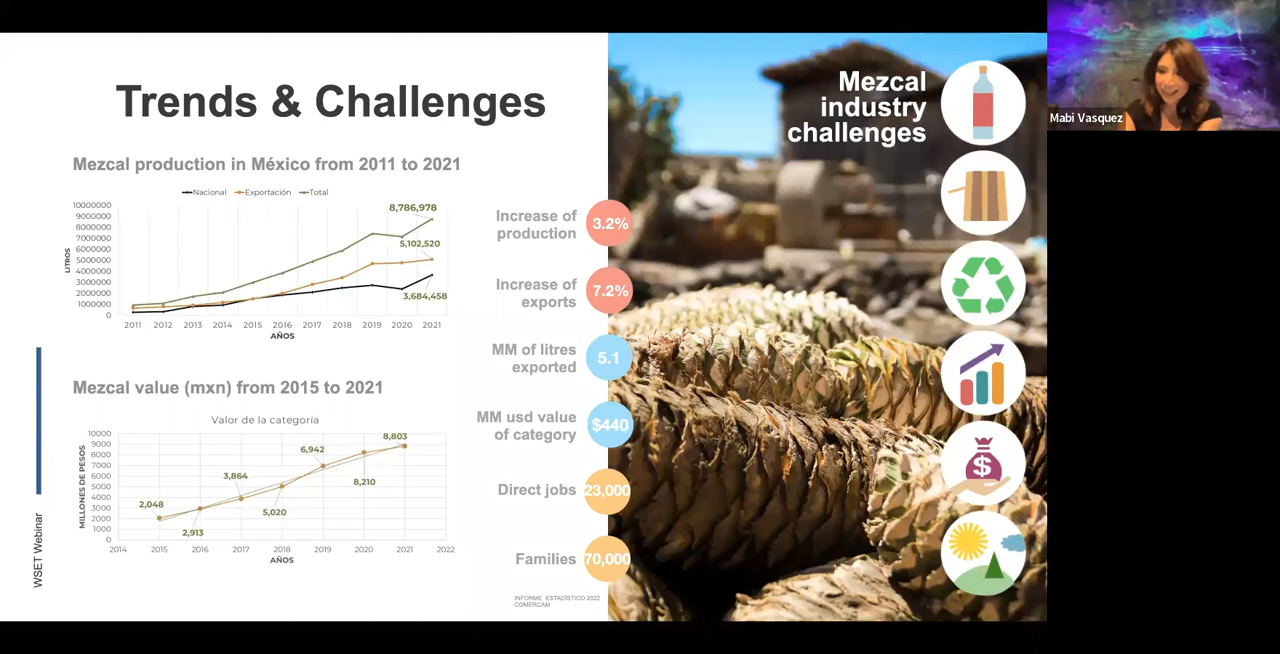 Trends & Challenges
Mezcal production in México from 2011 to 2021
Nacional Exportación Total
LITROS
10000000
9000000
8000000
7000000
6000000
5000000
4000000
3000000
2000000
1000000
0
8,786,978
5,102,520
3,684,458
2011 2012 2013 2014 2015 2016 2017 2018 2019 2020 2021
AÑOS
Mezcal value (mxn) from 2015 to 2021
Valor de la categoría
MILLONES DE PESOS
10000
9000
8000
7000
6000
5000
4000
3000
2000
1000
0
2,048
2,913
3,864
5,020
6,942
8,210
8,803
2014 2015 2016 2017 2018 2019 2020 2021 2022
AÑOS
WSET Webinar
Increase of
production
3.2%
Increase of
exports
7.2%
MM of litres
exported
5.1
MM usd value
of category
$440
Direct jobs
23,000
Families
70,000
INFORME ESTADÍSTICO 2022
COMERCAM
Mezcal
industry
challenges
$
Mabi Vasquez